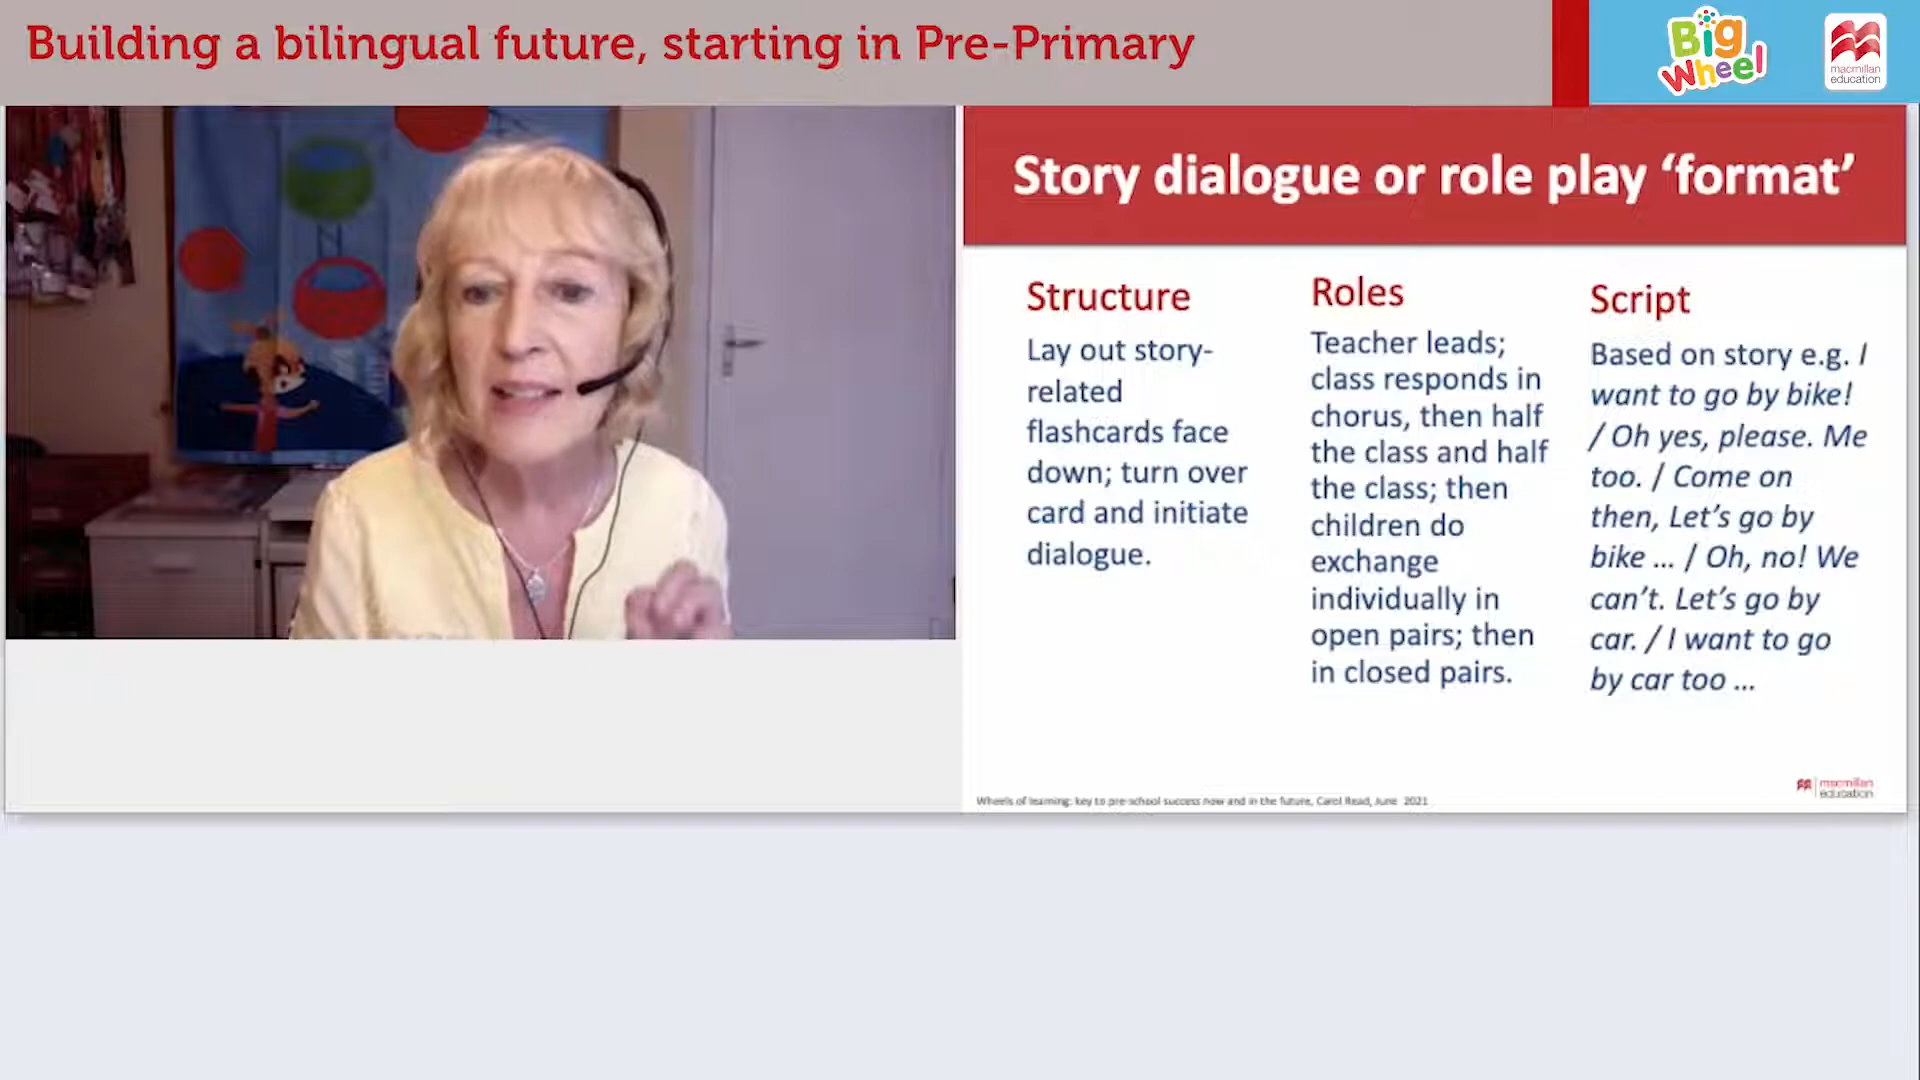 Building a bilingual future, starting in Pre-Primary
Big
Wheel
macmillan
education
Story dialogue or role play ‘format’
Structure
Lay out story-
related
flashcards face
down; turn over
card and initiate
dialogue.
Roles
Teacher leads;
class responds in
chorus, then half
the class and half
the class; then
children do
exchange
individually in
open pairs; then
in closed pairs.
Script
Based on story e.g. I
want to go by bike!
/ Oh yes, please. Me
too. / Come on
then, Let’s go by
bike ... / Oh, no! We
can’t. Let’s go by
car. / I want to go
by car too ...
Wheels of learning: key to pre-school success now and in the future, Carol Read, June 2021
macmillan
education